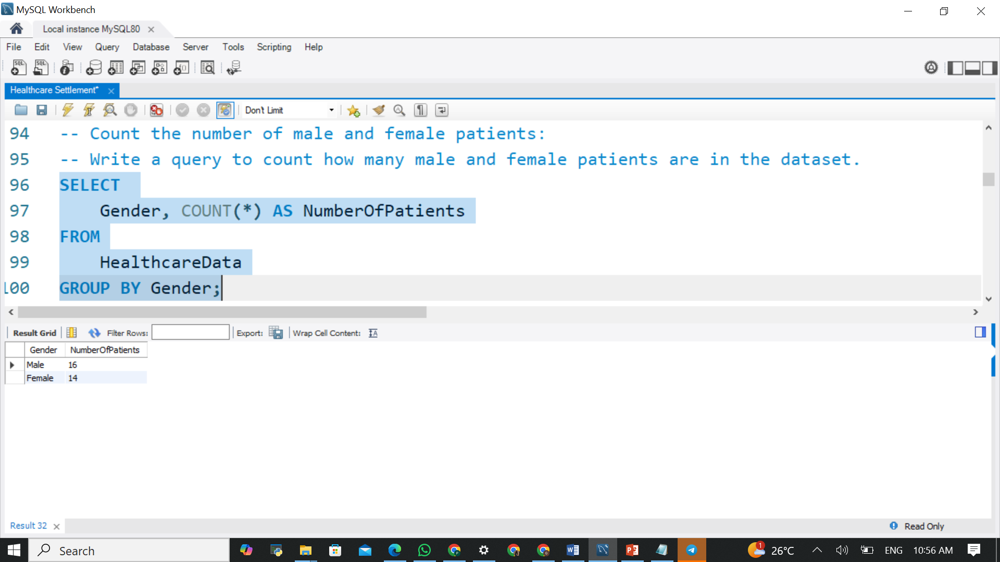 MySQL Workbench
Local instance MySQL80
File Edit View Query Database Server Tools Scripting Help
Healthcare Settlement*
Don't Limit
94 -- Count the number of male and female patients:
95 -- Write a query to count how many male and female patients are in the dataset.
96 SELECT
97 Gender, COUNT(*) AS NumberOfPatients
98 FROM
99 HealthcareData
100 GROUP BY Gender;
Result Grid Filter Rows: Export: Wrap Cell Content:
Gender NumberOfPatients
Male 16
Female 14
Result 32 Read Only
Search 1 26°C ENG 10:56 AM